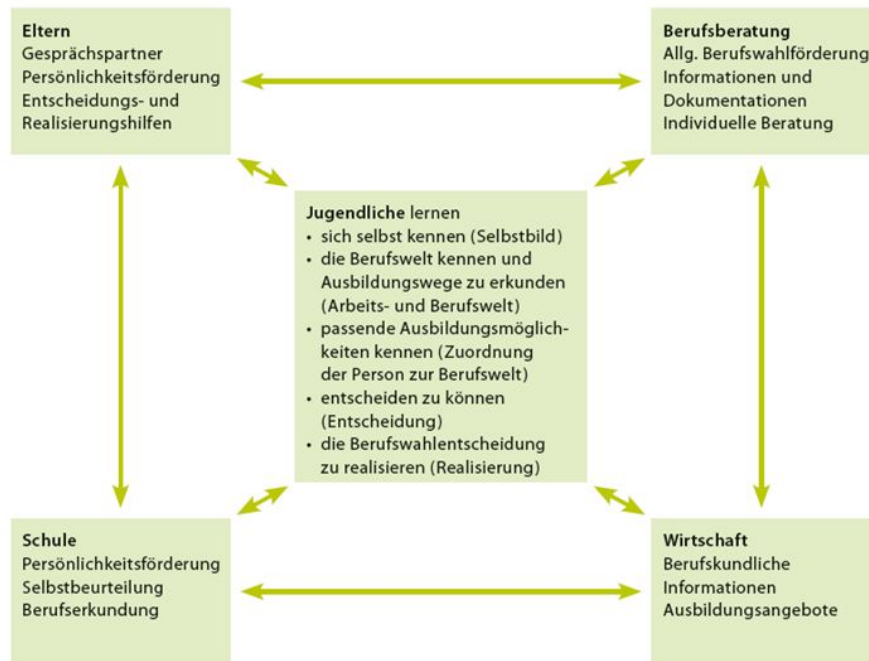 Eltern
Gesprächspartner
Persönlichkeitsförderung
Entscheidungs- und
Realisierungshilfen
Berufsberatung
Allg. Berufswahlförderung
Informationen und
Dokumentationen
Individuelle Beratung
Jugendliche lernen
• sich selbst kennen (Selbstbild)
• die Berufswelt kennen und
Ausbildungswege zu erkunden
(Arbeits- und Berufswelt)
• passende Ausbildungsmöglich-
keiten kennen (Zuordnung
der Person zur Berufswelt)
• entscheiden zu können
(Entscheidung)
• die Berufswahlentscheidung
zu realisieren (Realisierung)
Schule
Persönlichkeitsförderung
Selbstbeurteilung
Berufserkundung
Wirtschaft
Berufskundliche
Informationen
Ausbildungsangebote